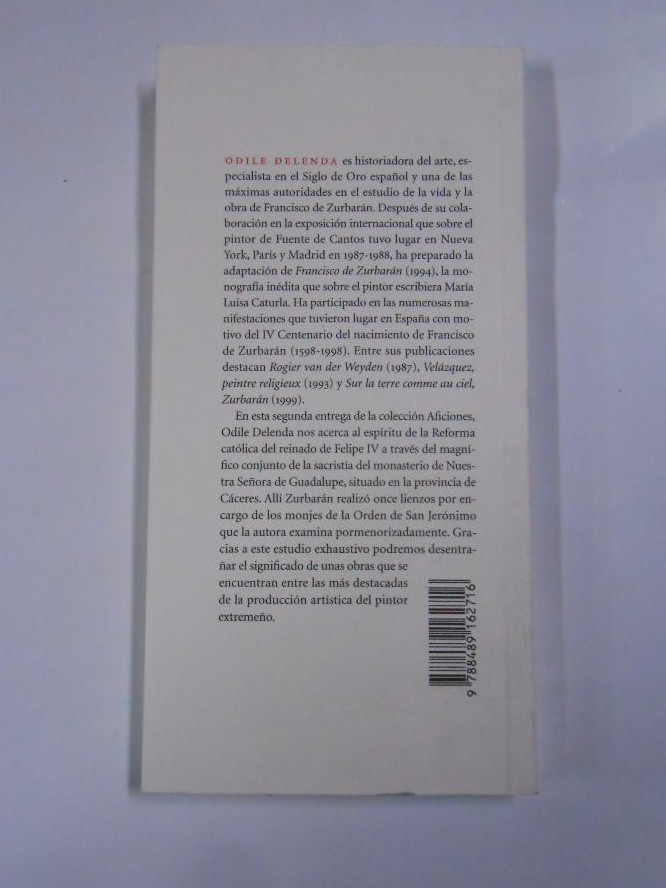 ODILE DELENDA es historiadora del arte, es-
pecialista en el Siglo de Oro español y una de las
máximas autoridades en el estudio de la vida y la
obra de Francisco de Zurbarán. Después de su cola-
boración en la exposición internacional que sobre el
pintor de Fuente de Cantos tuvo lugar en Nueva
York, París y Madrid en 1987-1988, ha preparado la
adaptación de Francisco de Zurbarán (1994), la mo-
nografía inédita que sobre el pintor escribiera María
Luisa Caturla. Ha participado en las numerosas ma-
nifestaciones que tuvieron lugar en España con mo-
tivo del IV Centenario del nacimiento de Francisco
de Zurbarán (1598-1998). Entre sus publicaciones
destacan Rogier van der Weyden (1987), Velázquez,
peintre religieux (1993) y Sur la terre comme au ciel,
Zurbarán (1999).
En esta segunda entrega de la colección Aficiones,
Odile Delenda nos acerca al espíritu de la Reforma
católica del reinado de Felipe IV a través del magní-
fico conjunto de la sacristía del monasterio de Nues-
tra Señora de Guadalupe, situado en la provincia de
Cáceres. Allí Zurbarán realizó once lienzos por en-
cargo de los monjes de la Orden de San Jerónimo
que la autora examina pormenorizadamente. Gra-
cias a este estudio exhaustivo podremos desentra-
ñar el significado de unas obras que se
encuentran entre las más destacadas
de la producción artística del pintor
extremeño.
9 788489 162716